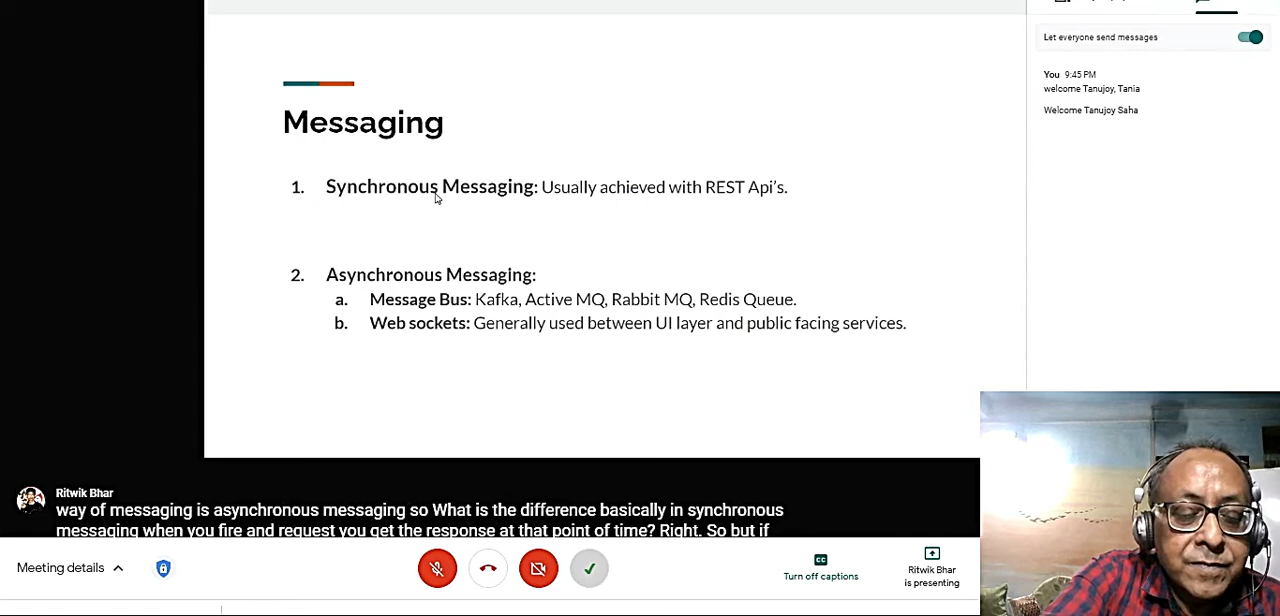 Let everyone send messages
You 9:45 PM
welcome Tanujoy, Tania
Welcome Tanujoy Saha
Messaging
1. Synchronous Messaging: Usually achieved with REST Api's.
2. Asynchronous Messaging:
a. Message Bus: Kafka, Active MQ, Rabbit MQ, Redis Queue.
b. Web sockets: Generally used between UI layer and public facing services.
Ritwik Bhar
way of messaging is asynchronous messaging so What is the difference basically in synchronous
messaging when you fire and request you get the response at that point of time? Right. So but if
Meeting details
CC
Turn off captions
Ritwik Bhar
is presenting